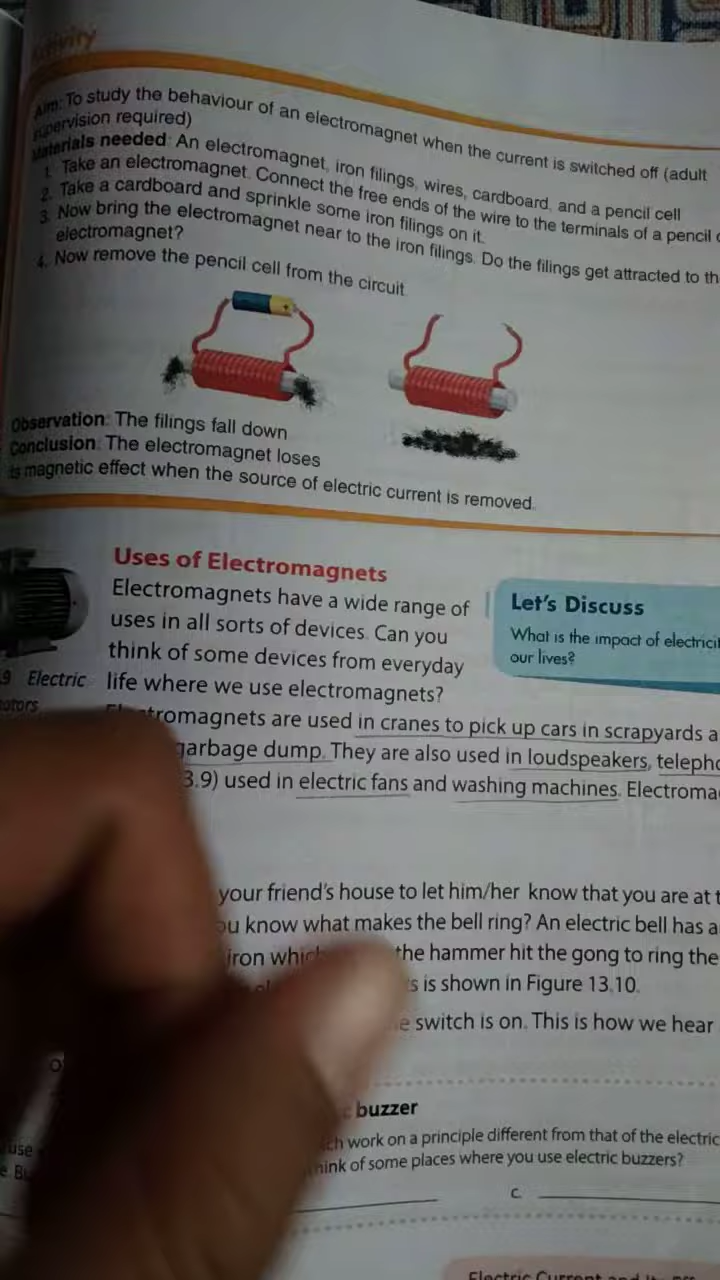 Activity
Aim: To study the behaviour of an electromagnet when the current is switched off (adult
supervision required)
Materials needed: An electromagnet, iron filings, wires, cardboard, and a pencil cell
1. Take an electromagnet. Connect the free ends of the wire to the terminals of a pencil
2. Take a cardboard and sprinkle some iron filings on it.
3. Now bring the electromagnet near to the iron filings. Do the filings get attracted to
electromagnet?
4. Now remove the pencil cell from the circuit.
Observation: The filings fall down
Conclusion: The electromagnet loses
its magnetic effect when the source of electric current is removed.
Uses of Electromagnets
Electromagnets have a wide range of
uses in all sorts of devices. Can you
think of some devices from everyday
life where we use electromagnets?
Let's Discuss
What is the impact of
our lives?
9 Electric
motors
Electromagnets are used in cranes to pick up cars in scrapyards
garbage dump. They are also used in loudspeakers,
3.9) used in electric fans and washing machines.
your friend's house to let him/her know that you are at
know what makes the bell ring? An electric bell has a
iron the hammer hit the gong to ring the
is shown in Figure 13.10.
switch is on. This is how we hear
buzzer
work on a principle different from that of the electric
of some places where you use electric buzzers?
c.
Electric Current and